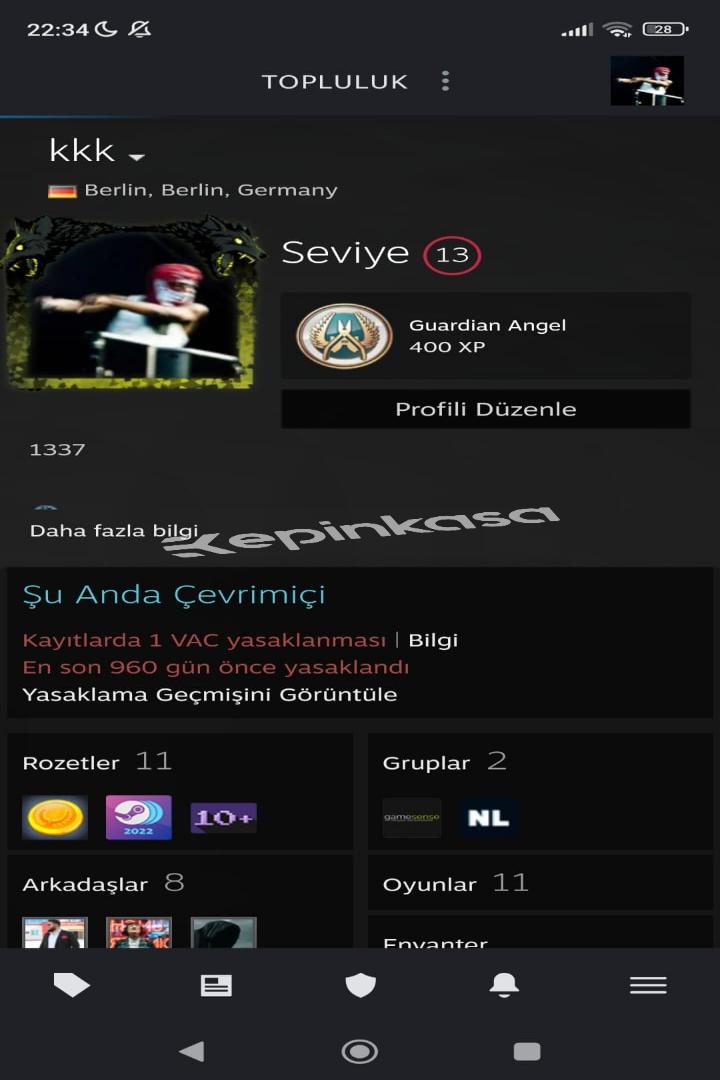 22:34
28
TOPLULUK
kkk
Berlin, Berlin, Germany
Seviye 13
Guardian Angel
400 XP
Profili Düzenle
1337
Daha fazla bilgi
epinkasa
Şu Anda Çevrimiçi
Kayıtlarda 1 VAC yasaklanması | Bilgi
En son 960 gün önce yasaklandı
Yasaklama Geçmişini Görüntüle
Rozetler 11
Gruplar 2
2022
10+
gamesense
NL
Arkadaşlar 8
Oyunlar 11
Envanter